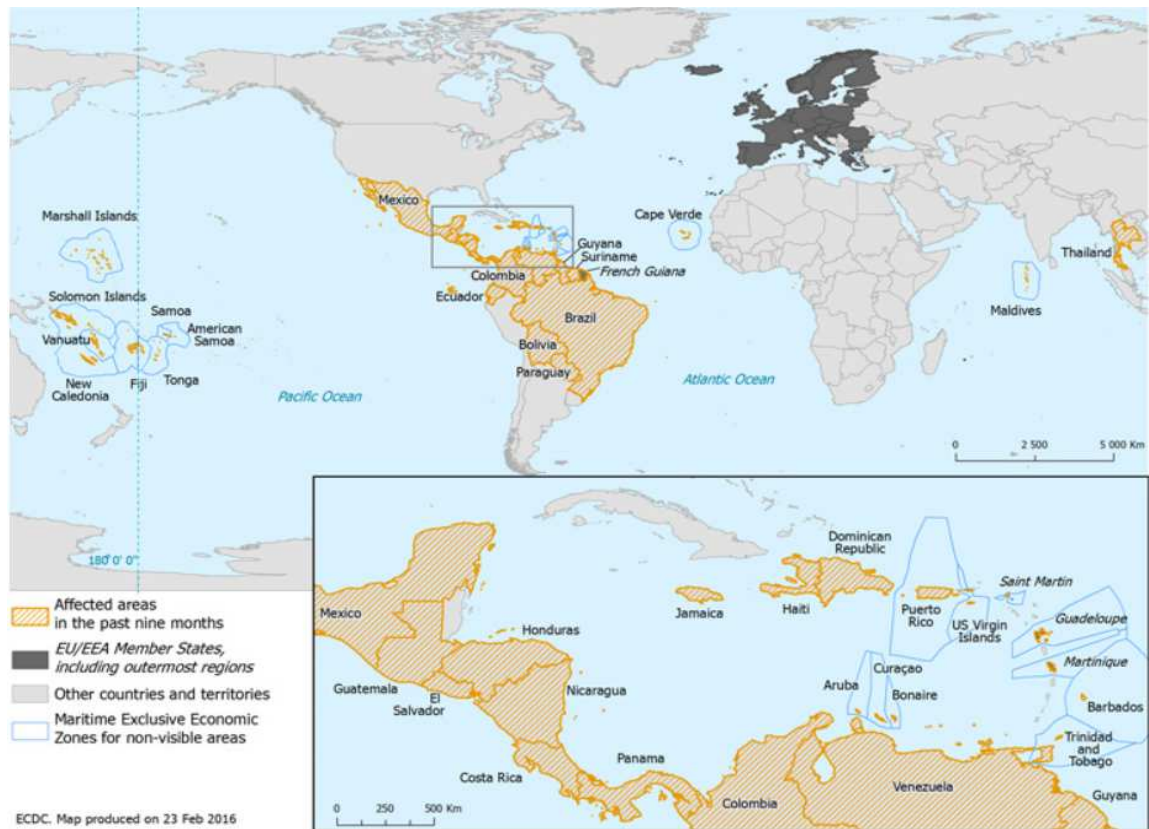 Mexico
Marshall Islands
Cape Verde
Guyana
Suriname
French Guiana
Thailand
Colombia
Ecuador
Maldives
Solomon Islands
Samoa
American
Samoa
Brazil
Vanuatu
Bolivia
New
Caledonia
Fiji
Tonga
Paraguay
Pacific Ocean
Atlantic Ocean
0 2 500 5 000 Km
180°0' 0"
Dominican
Republic
Saint Martin
Mexico
Jamaica
Haiti
Puerto
Rico
US Virgin
Islands
Guadeloupe
Honduras
Martinique
Curaçao
Aruba
Bonaire
Guatemala
El
Salvador
Nicaragua
Barbados
Trinidad
and
Tobago
Panama
Costa Rica
Venezuela
Colombia
Guyana
0 250 500 Km
Affected areas
in the past nine months
EU/EEA Member States,
including outermost regions
Other countries and territories
Maritime Exclusive Economic
Zones for non-visible areas
ECDC. Map produced on 23 Feb 2016